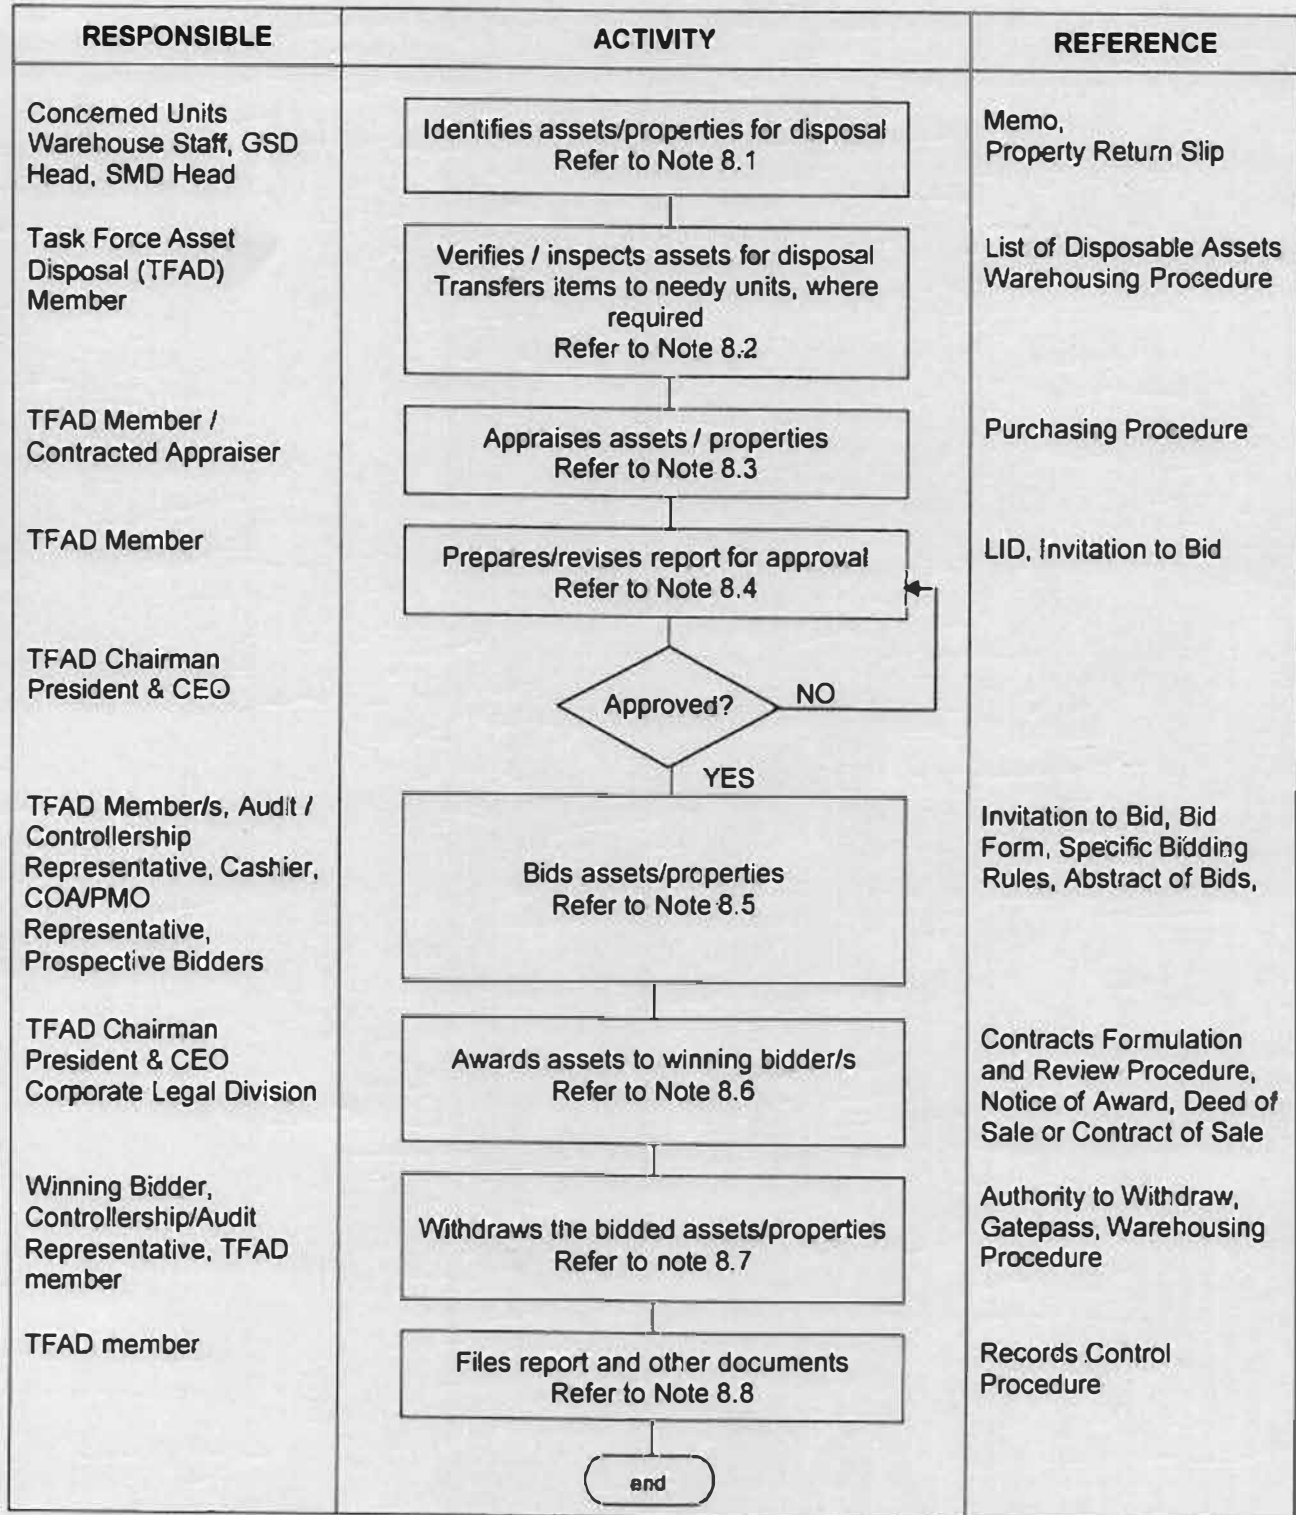 RESPONSIBLE
ACTIVITY
REFERENCE
Concerned Units
Warehouse Staff, GSD
Head, SMD Head
Identifies assets/properties for disposal
Refer to Note 8.1
Memo,
Property Return Slip
Task Force Asset
Disposal (TFAD)
Member
Verifies / inspects assets for disposal
Transfers items to needy units, where
required
Refer to Note 8.2
List of Disposable Assets
Warehousing Procedure
TFAD Member /
Contracted Appraiser
Appraises assets / properties
Refer to Note 8.3
Purchasing Procedure
TFAD Member
Prepares/revises report for approval
Refer to Note 8.4
LID, Invitation to Bid
TFAD Chairman
President & CEO
Approved?
NO
YES
TFAD Member/s, Audit /
Controllership
Representative, Cashier,
COA/PMO
Representative,
Prospective Bidders
Bids assets/properties
Refer to Note 8.5
Invitation to Bid, Bid
Form, Specific Bidding
Rules, Abstract of Bids,
TFAD Chairman
President & CEO
Corporate Legal Division
Awards assets to winning bidder/s
Refer to Note 8.6
Contracts Formulation
and Review Procedure,
Notice of Award, Deed of
Sale or Contract of Sale
Winning Bidder,
Controllership/Audit
Representative, TFAD
member
Withdraws the bidded assets/properties
Refer to note 8.7
Authority to Withdraw,
Gatepass, Warehousing
Procedure
TFAD member
Files report and other documents
Refer to Note 8.8
Records Control
Procedure
end